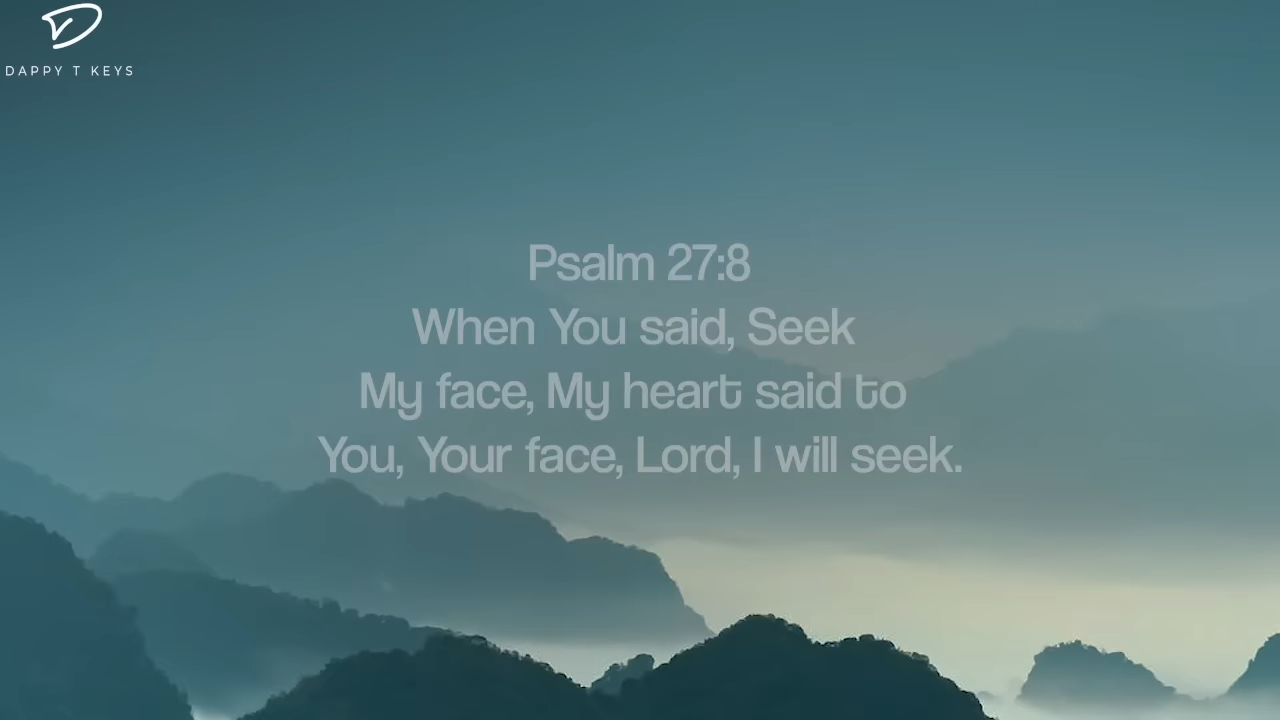 DAPPY T KEYS
Psalm 27:8
When You said, Seek
My face, My heart said to
You, Your face, Lord, I will seek.